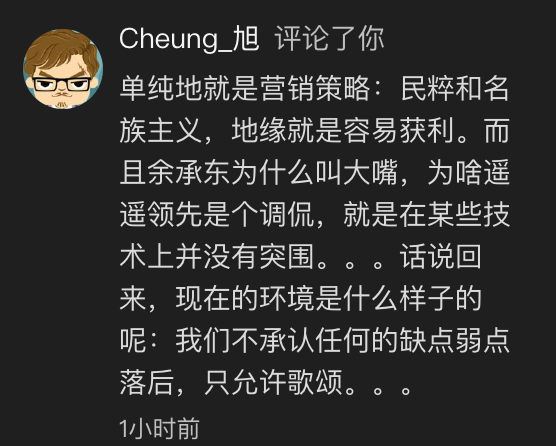 Cheung_旭 评论了你
单纯地就是营销策略：民粹和名
族主义，地缘就是容易获利。而
且余承东为什么叫大嘴，为啥遥
遥领先是个调侃，就是在某些技
术上并没有突围。。。话说回
来，现在的环境是什么样子的
呢：我们不承认任何的缺点弱点
落后，只允许歌颂。。。
1小时前